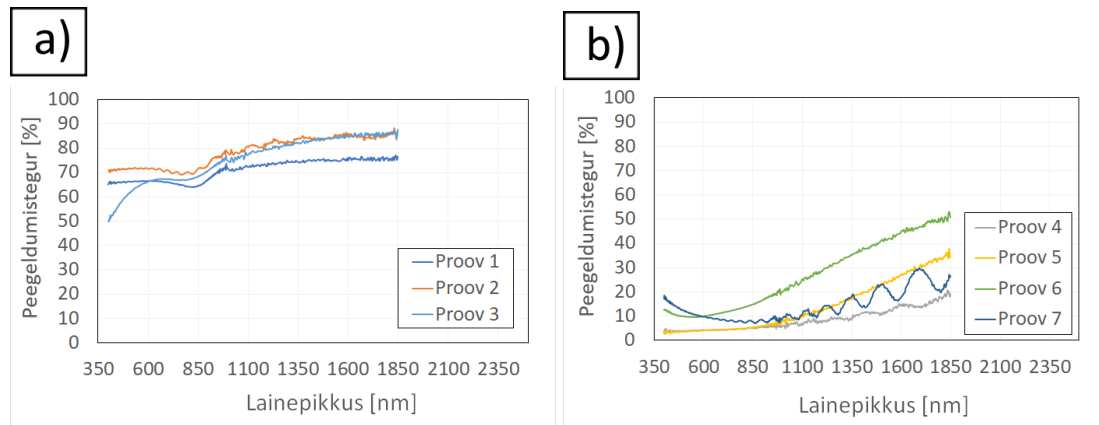 a)
Peegeldumistegur [%]
100
90
80
70
60
50
40
30
20
10
0
350 600 850 1100 1350 1600 1850 2100 2350
Lainepikkus [nm]
Proov 1
Proov 2
Proov 3
b)
Peegeldumistegur [%]
100
90
80
70
60
50
40
30
20
10
0
350 600 850 1100 1350 1600 1850 2100 2350
Lainepikkus [nm]
Proov 4
Proov 5
Proov 6
Proov 7